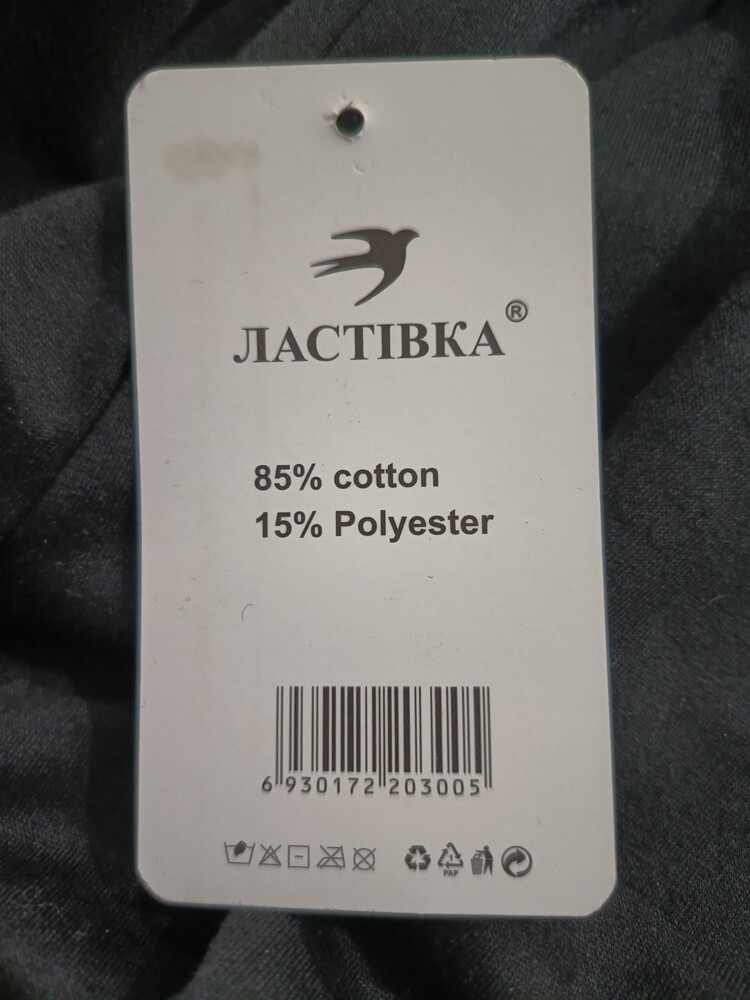 ЛАСТІВКА®
85% cotton
15% Polyester
6 930172 203005
PAP